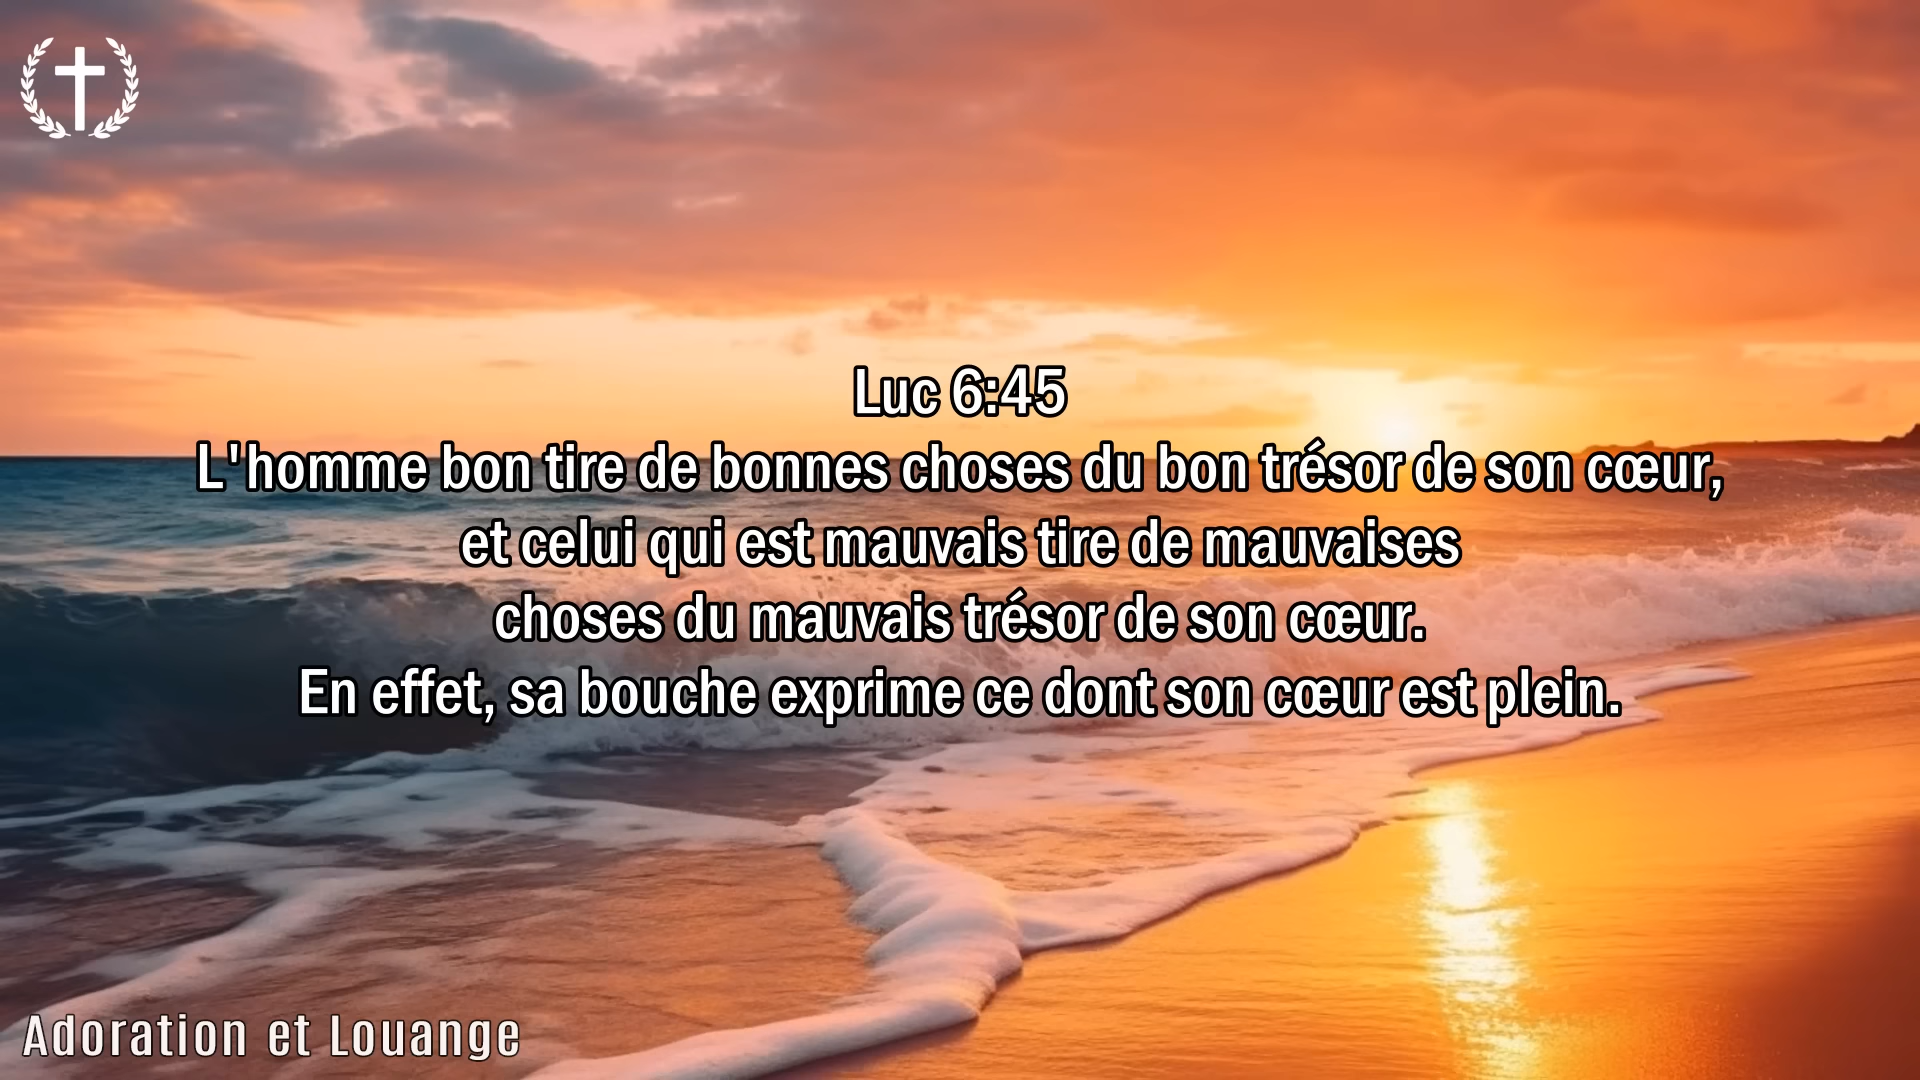 Luc 6:45
L'homme bon tire de bonnes choses du bon trésor de son cœur,
et celui qui est mauvais tire de mauvaises
choses du mauvais trésor de son cœur.
En effet, sa bouche exprime ce dont son cœur est plein.
Adoration et Louange